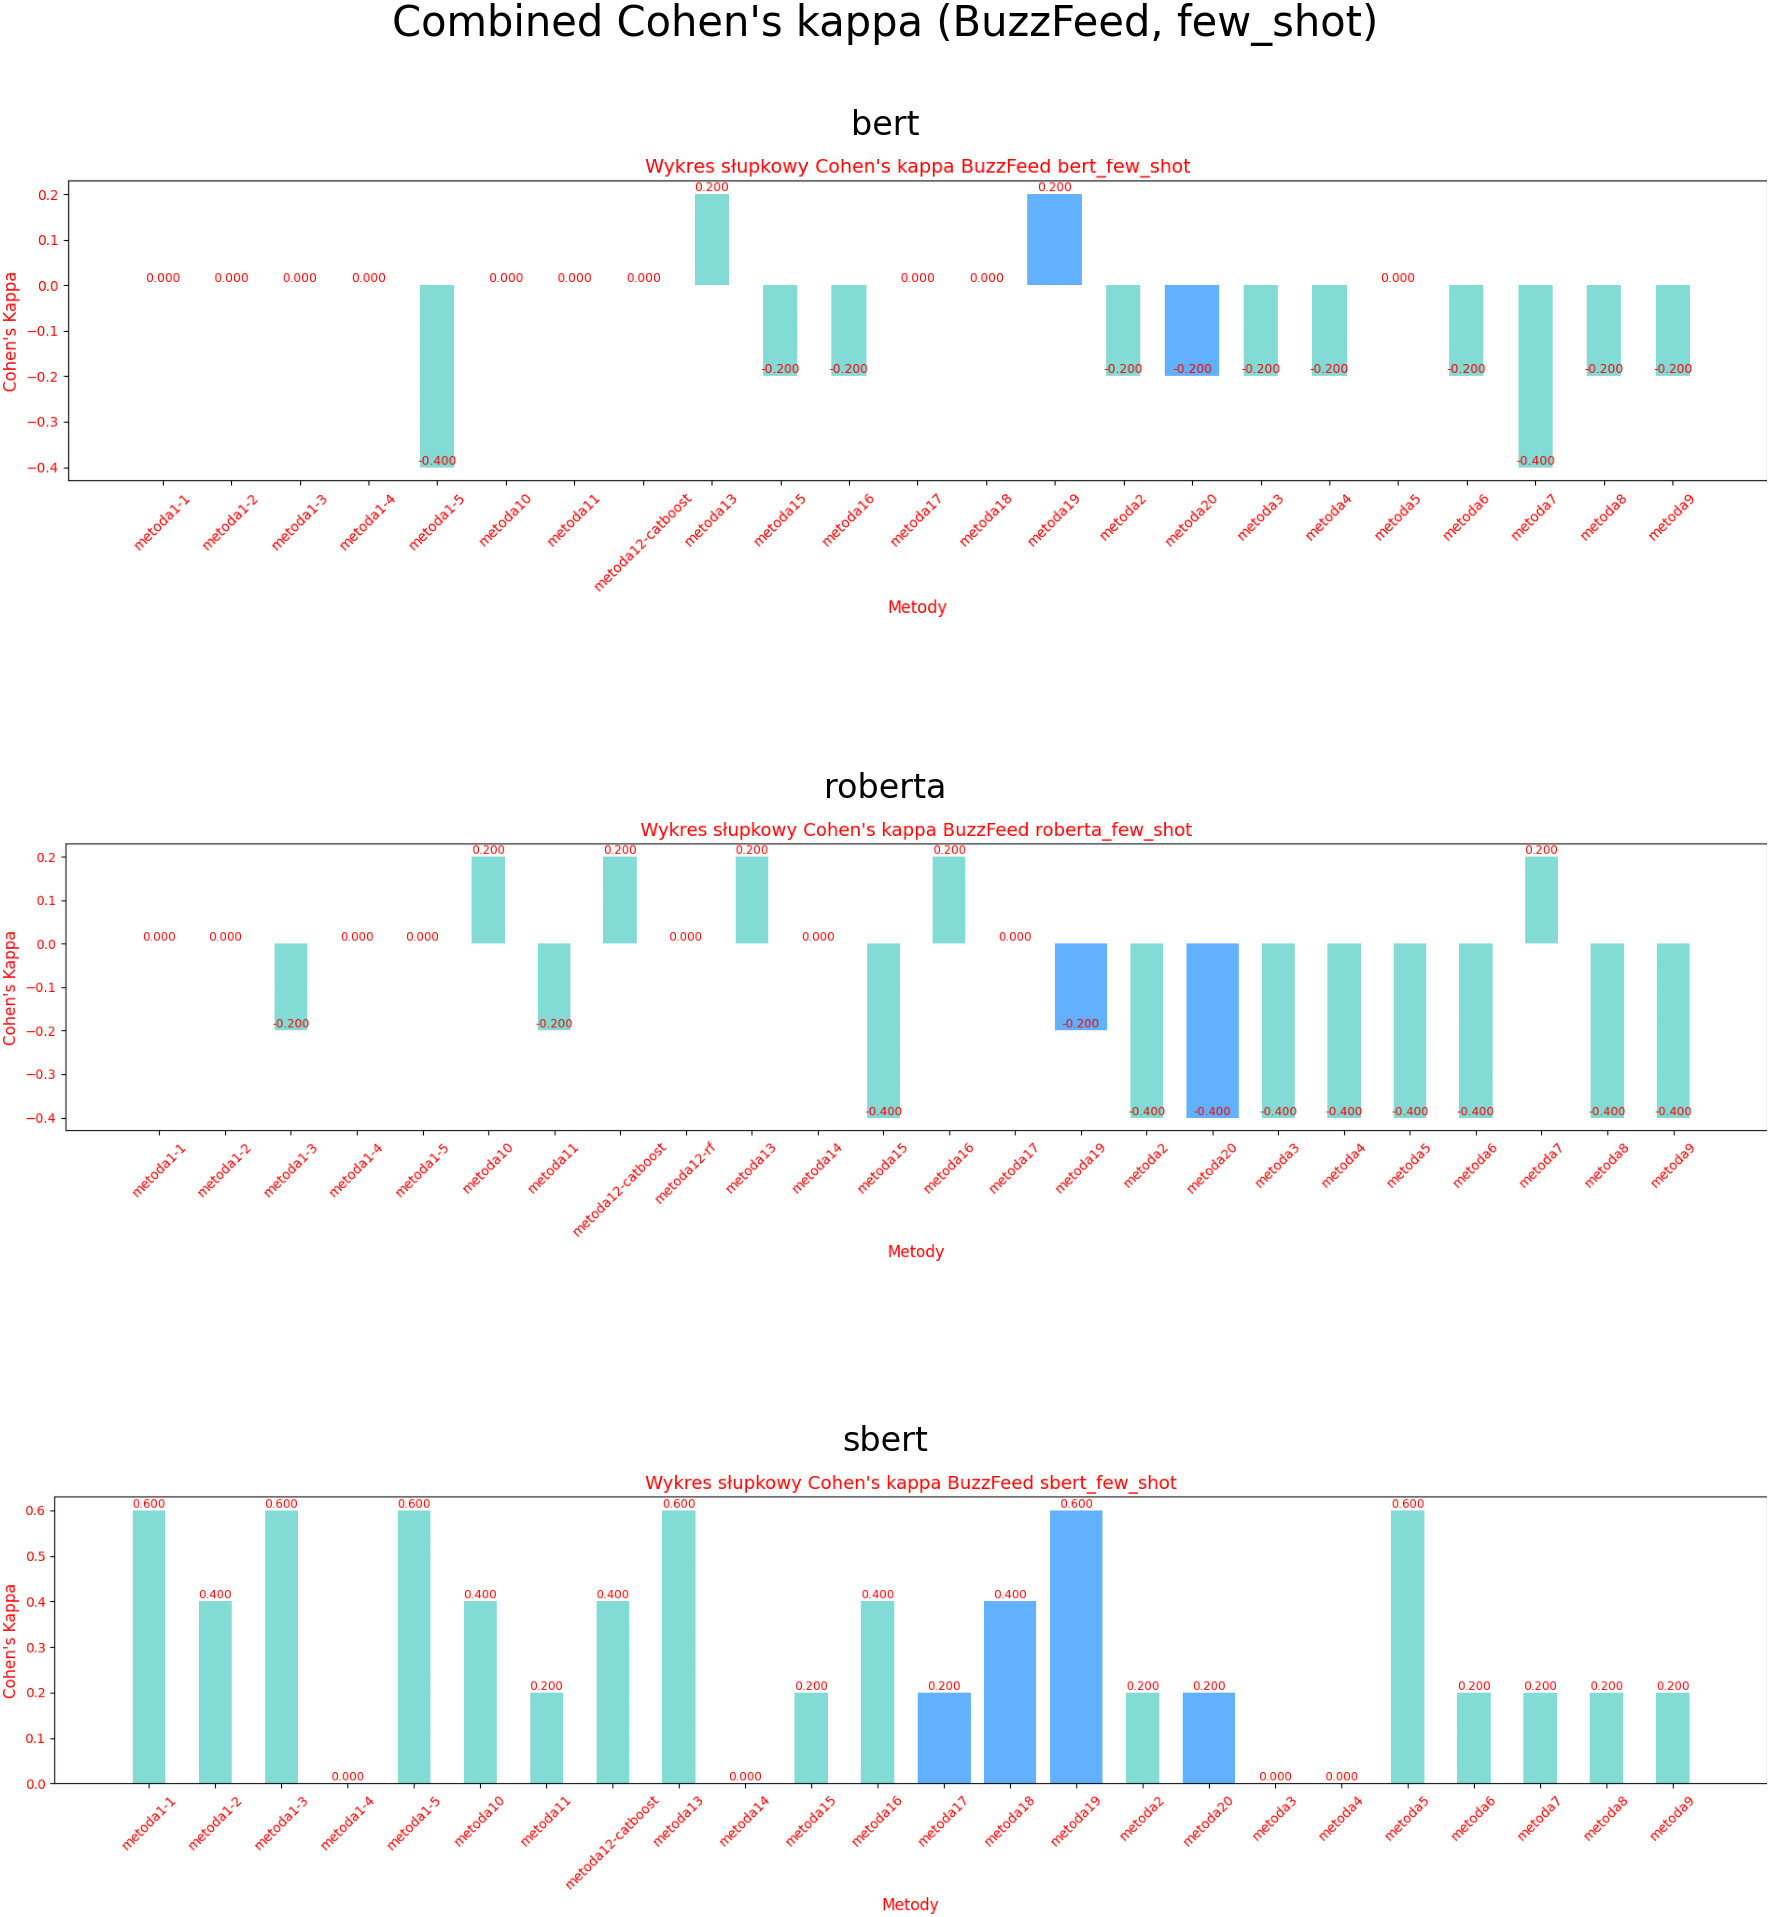 Combined Cohen's kappa (BuzzFeed, few_shot)
bert
Wykres słupkowy Cohen's kappa BuzzFeed bert_few_shot
Cohen's Kappa
0.2
0.1
0.0
−0.1
−0.2
−0.3
−0.4
0.000 0.000 0.000 0.000 -0.400 0.000 0.000 0.000 0.200 -0.200 -0.200 0.000 0.000 0.200 -0.200 -0.200 -0.200 -0.200 0.000 -0.200 -0.400 -0.200 -0.200
metoda1-1 metoda1-2 metoda1-3 metoda1-4 metoda1-5 metoda10 metoda11 metoda12-catboost metoda13 metoda15 metoda16 metoda17 metoda18 metoda19 metoda2 metoda20 metoda3 metoda4 metoda5 metoda6 metoda7 metoda8 metoda9
Metody
roberta
Wykres słupkowy Cohen's kappa BuzzFeed roberta_few_shot
Cohen's Kappa
0.2
0.1
0.0
−0.1
−0.2
−0.3
−0.4
0.000 0.000 -0.200 0.000 0.000 0.200 -0.200 0.200 0.000 0.200 0.000 -0.400 0.200 0.000 -0.200 -0.400 -0.400 -0.400 -0.400 -0.400 -0.400 0.200 -0.400 -0.400
metoda1-1 metoda1-2 metoda1-3 metoda1-4 metoda1-5 metoda10 metoda11 metoda12-catboost metoda12-rf metoda13 metoda14 metoda15 metoda16 metoda17 metoda19 metoda2 metoda20 metoda3 metoda4 metoda5 metoda6 metoda7 metoda8 metoda9
Metody
sbert
Wykres słupkowy Cohen's kappa BuzzFeed sbert_few_shot
Cohen's Kappa
0.6
0.5
0.4
0.3
0.2
0.1
0.0
0.600 0.400 0.600 0.000 0.600 0.400 0.200 0.400 0.600 0.000 0.200 0.400 0.200 0.400 0.600 0.200 0.200 0.000 0.000 0.600 0.200 0.200 0.200 0.200
metoda1-1 metoda1-2 metoda1-3 metoda1-4 metoda1-5 metoda10 metoda11 metoda12-catboost metoda13 metoda14 metoda15 metoda16 metoda17 metoda18 metoda19 metoda2 metoda20 metoda3 metoda4 metoda5 metoda6 metoda7 metoda8 metoda9
Metody